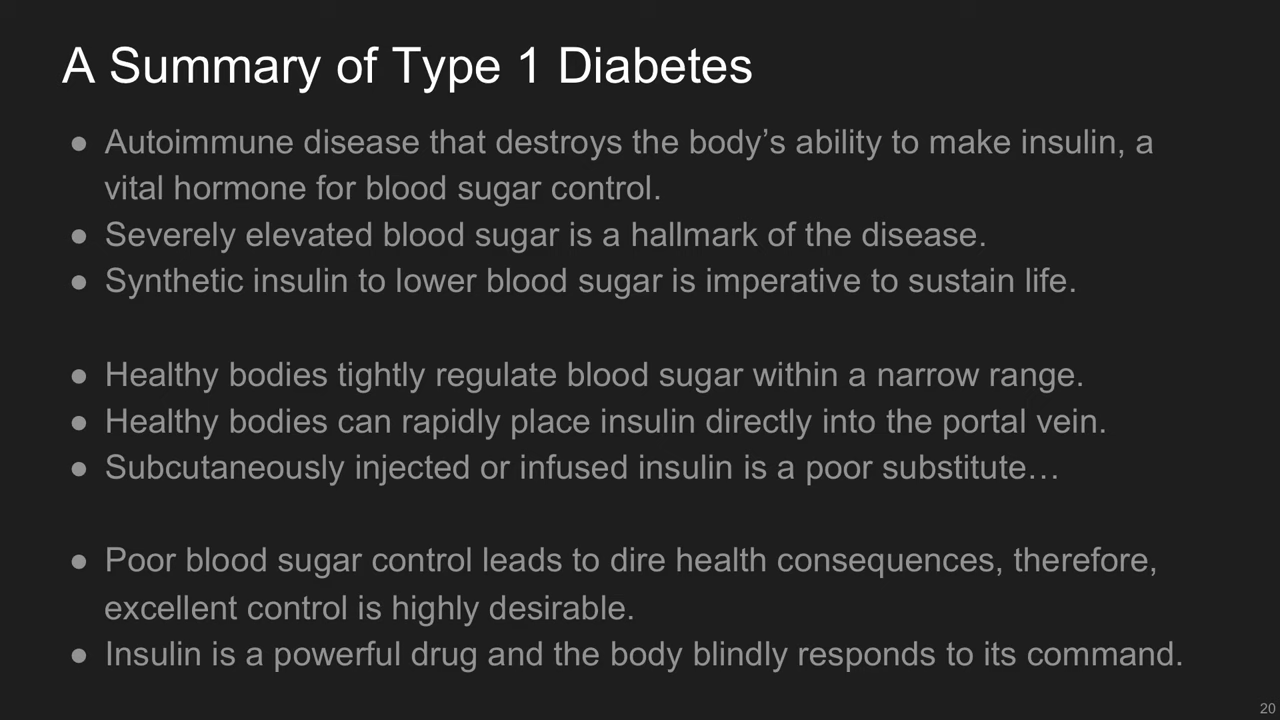 A Summary of Type 1 Diabetes
● Autoimmune disease that destroys the body’s ability to make insulin, a
vital hormone for blood sugar control.
● Severely elevated blood sugar is a hallmark of the disease.
● Synthetic insulin to lower blood sugar is imperative to sustain life.
● Healthy bodies tightly regulate blood sugar within a narrow range.
● Healthy bodies can rapidly place insulin directly into the portal vein.
● Subcutaneously injected or infused insulin is a poor substitute…
● Poor blood sugar control leads to dire health consequences, therefore,
excellent control is highly desirable.
● Insulin is a powerful drug and the body blindly responds to its command.
20